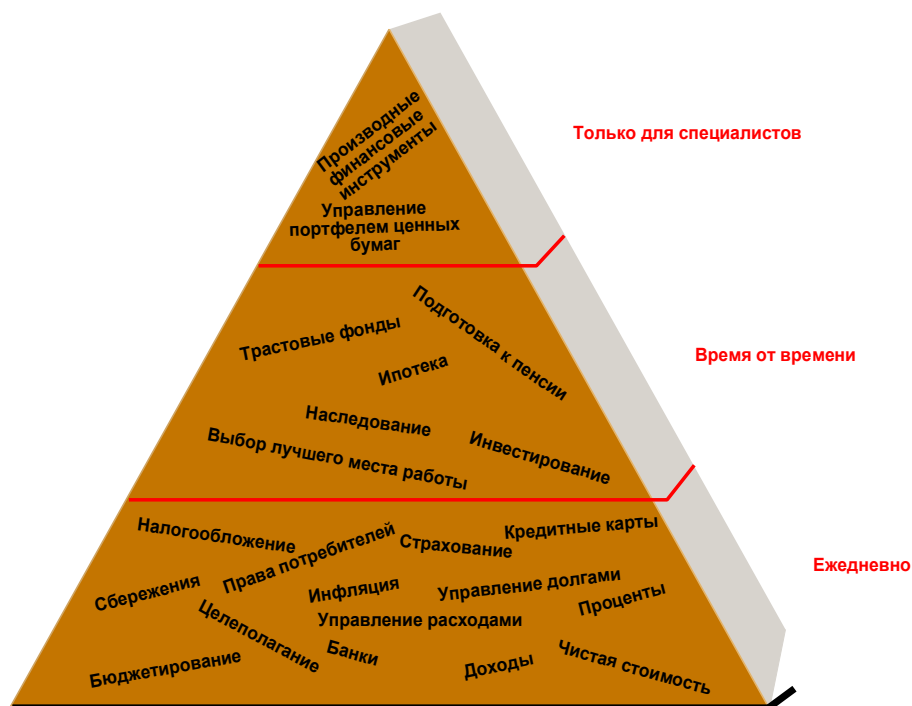 Производные
финансовые
инструменты
Только для специалистов
Управление
портфелем ценных
бумаг
Подготовка к пенсии
Трастовые фонды
Время от времени
Ипотека
Наследование
Инвестирование
Выбор лучшего места работы
Налогообложение
Права потребителей
Страхование
Кредитные карты
Ежедневно
Сбережения
Инфляция
Управление долгами
Проценты
Целеполагание
Управление расходами
Бюджетирование
Банки
Доходы
Чистая стоимость